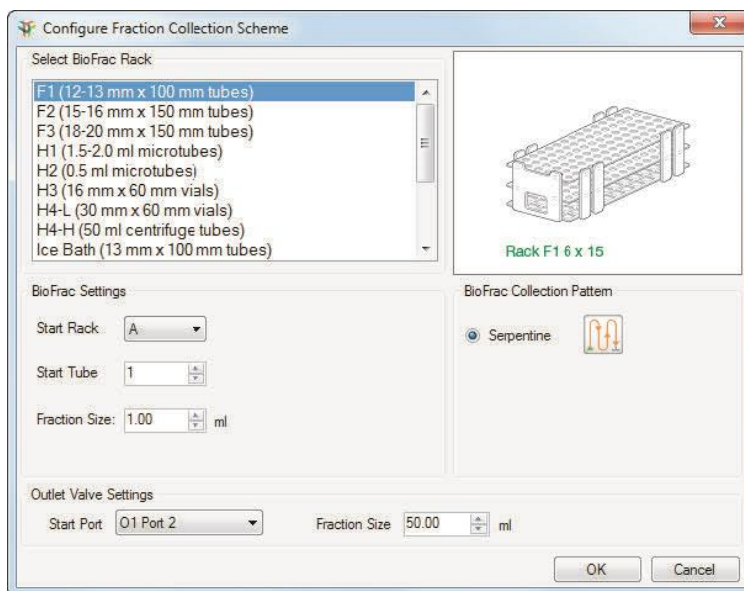 Configure Fraction Collection Scheme
Select BioFrac Rack
F1 (12-13 mm x 100 mm tubes)
F2 (15-16 mm x 150 mm tubes)
F3 (18-20 mm x 150 mm tubes)
H1 (1.5-2.0 ml microtubes)
H2 (0.5 ml microtubes)
H3 (16 mm x 60 mm vials)
H4-L (30 mm x 60 mm vials)
H4-H (50 ml centrifuge tubes)
Ice Bath (13 mm x 100 mm tubes)
Rack F1 6 x 15
BioFrac Settings
Start Rack A
Start Tube 1
Fraction Size: 1.00 ml
BioFrac Collection Pattern
Serpentine
Outlet Valve Settings
Start Port O1 Port 2 Fraction Size 50.00 ml
OK Cancel